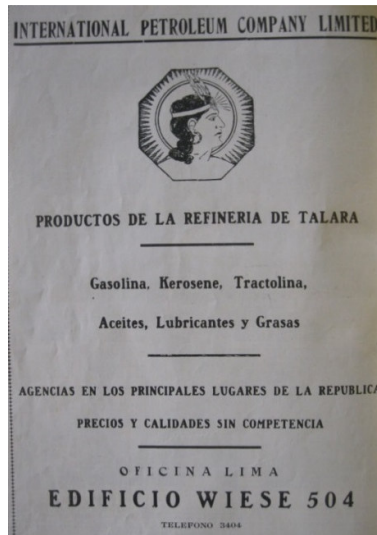 INTERNATIONAL PETROLEUM COMPANY LIMITED
PRODUCTOS DE LA REFINERIA DE TALARA
Gasolina, Kerosene, Tractolina,
Aceites, Lubricantes y Grasas
AGENCIAS EN LOS PRINCIPALES LUGARES DE LA REPUBLICA
PRECIOS Y CALIDADES SIN COMPETENCIA
OFICINA LIMA
EDIFICIO WIESE 504
TELEFONO 3404